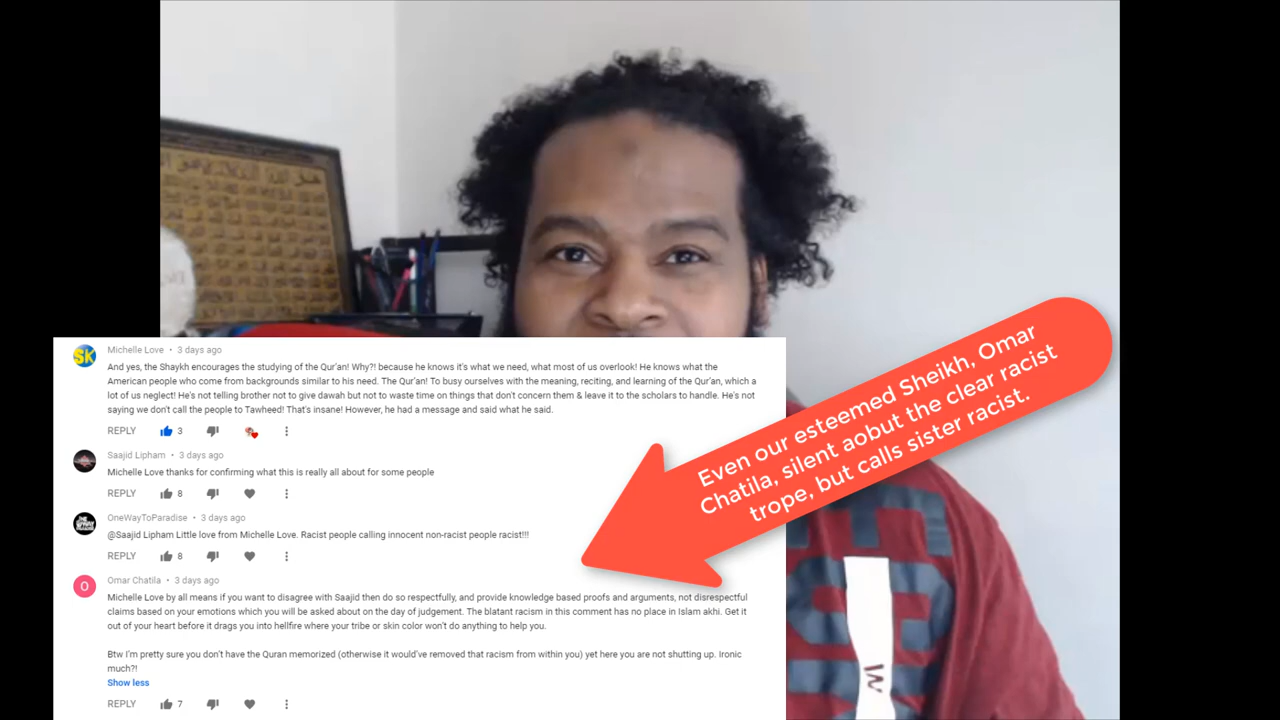 Michelle Love • 3 days ago
And yes, the Shaykh encourages the studying of the Qur'an! Why?! because he knows it's what we need, what most of us overlook! He knows what the
American people who come from backgrounds similar to his need. The Qur'an! To busy ourselves with the meaning, reciting, and learning of the Qur'an, which a
lot of us neglect! He's not telling brother not to give dawah but not to waste time on things that don't concern them & leave it to the scholars to handle. He's not
saying we don't call the people to Tawheed! That's insane! However, he had a message and said what he said.
REPLY 3
Saajid Lipham • 3 days ago
Michelle Love thanks for confirming what this is really all about for some people
REPLY 8
OneWayToParadise • 3 days ago
@Saajid Lipham Little love from Michelle Love. Racist people calling innocent non-racist people racist!!!
REPLY 8
Omar Chatila • 3 days ago
Michelle Love by all means if you want to disagree with Saajid then do so respectfully, and provide knowledge based proofs and arguments, not disrespectful
claims based on your emotions which you will be asked about on the day of judgement. The blatant racism in this comment has no place in Islam akhi. Get it
out of your heart before it drags you into hellfire where your tribe or skin color won't do anything to help you.
Btw I'm pretty sure you don't have the Quran memorized (otherwise it would've removed that racism from within you) yet here you are not shutting up. Ironic
much?!
Show less
REPLY 7
SK
O
Even our esteemed Sheikh, Omar
Chatila, silent aobut the clear racist
trope, but calls sister racist.